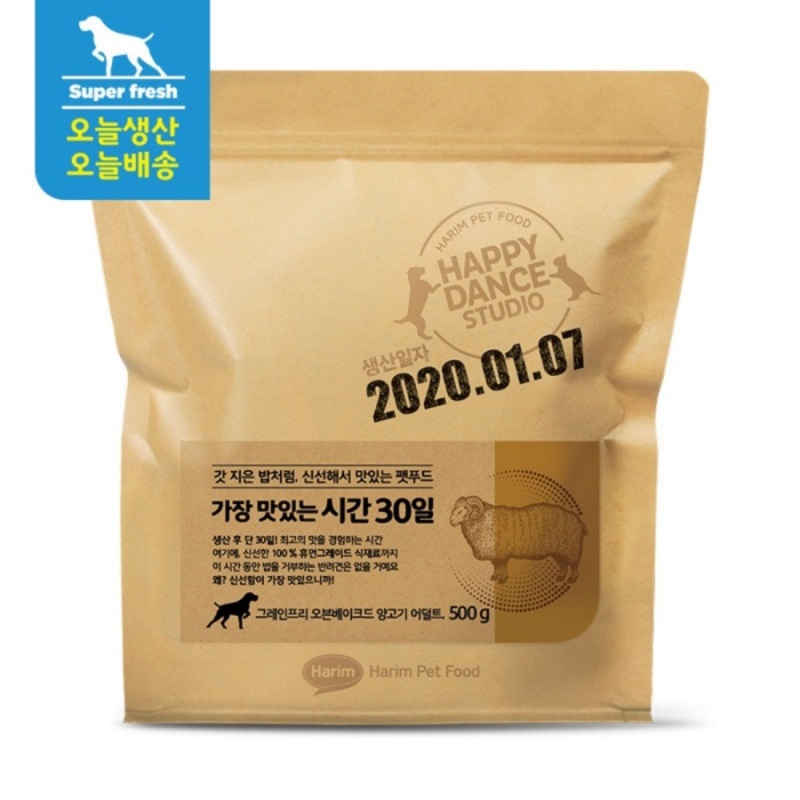 Super fresh
오늘생산
오늘배송
HARIM PET FOOD
HAPPY
DANCE
STUDIO
생산일자
2020.01.07
갓 지은 밥처럼, 신선해서 맛있는 펫푸드
가장 맛있는 시간 30일
생산 후 단 30일! 최고의 맛을 경험하는 시간
여기에, 신선한 100 % 휴먼그레이드 식재료까지
이 시간 동안 밥을 거부하는 반려견은 없을 거예요
왜? 신선함이 가장 맛있으니까!
그레인프리 오븐베이크드 양고기 어덜트, 500 g
Harim Harim Pet Food